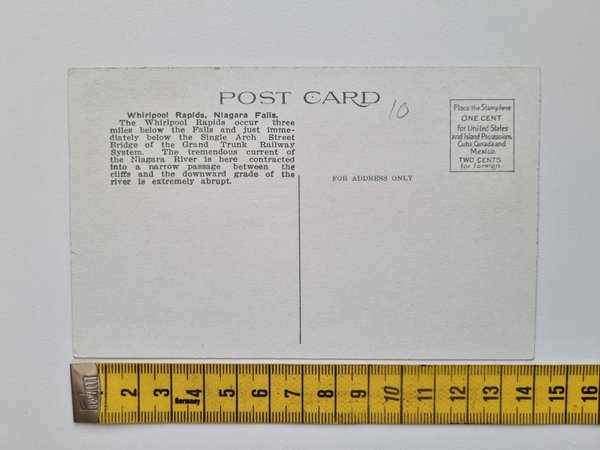 POST CARD
10
Whirlpool Rapids, Niagara Falls.
The Whirlpool Rapids occur three
miles below the Falls and just imme-
diately below the Single Arch Street
Bridge of the Grand Trunk Railway
System. The tremendous current of
the Niagara River is here contracted
into a narrow passage between the
cliffs and the downward grade of the
river is extremely abrupt.
Place the Stamp here
ONE CENT
for United States
and Island Possessions
Cuba, Canada and
Mexico.
TWO CENTS
for Foreign.
FOR ADDRESS ONLY
2 3 4 5 6 7 8 9 10 11 12 13 14 15 16
Germany